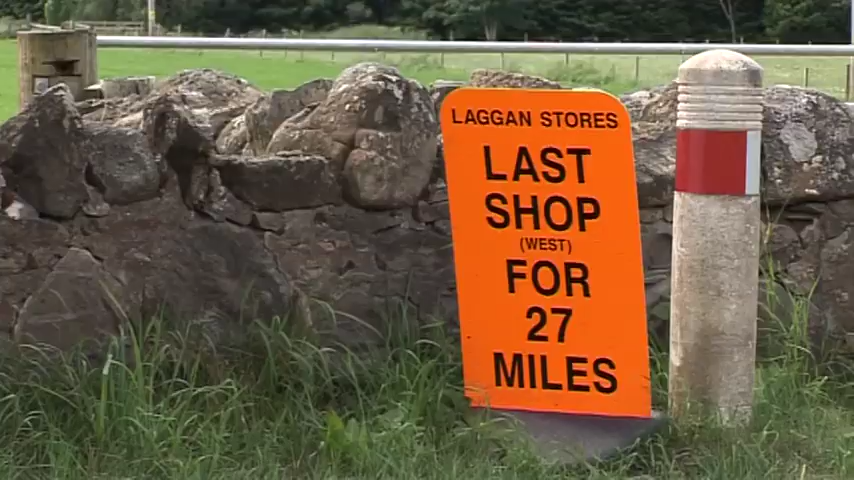 LAGGAN STORES
LAST
SHOP
(WEST)
FOR
27
MILES